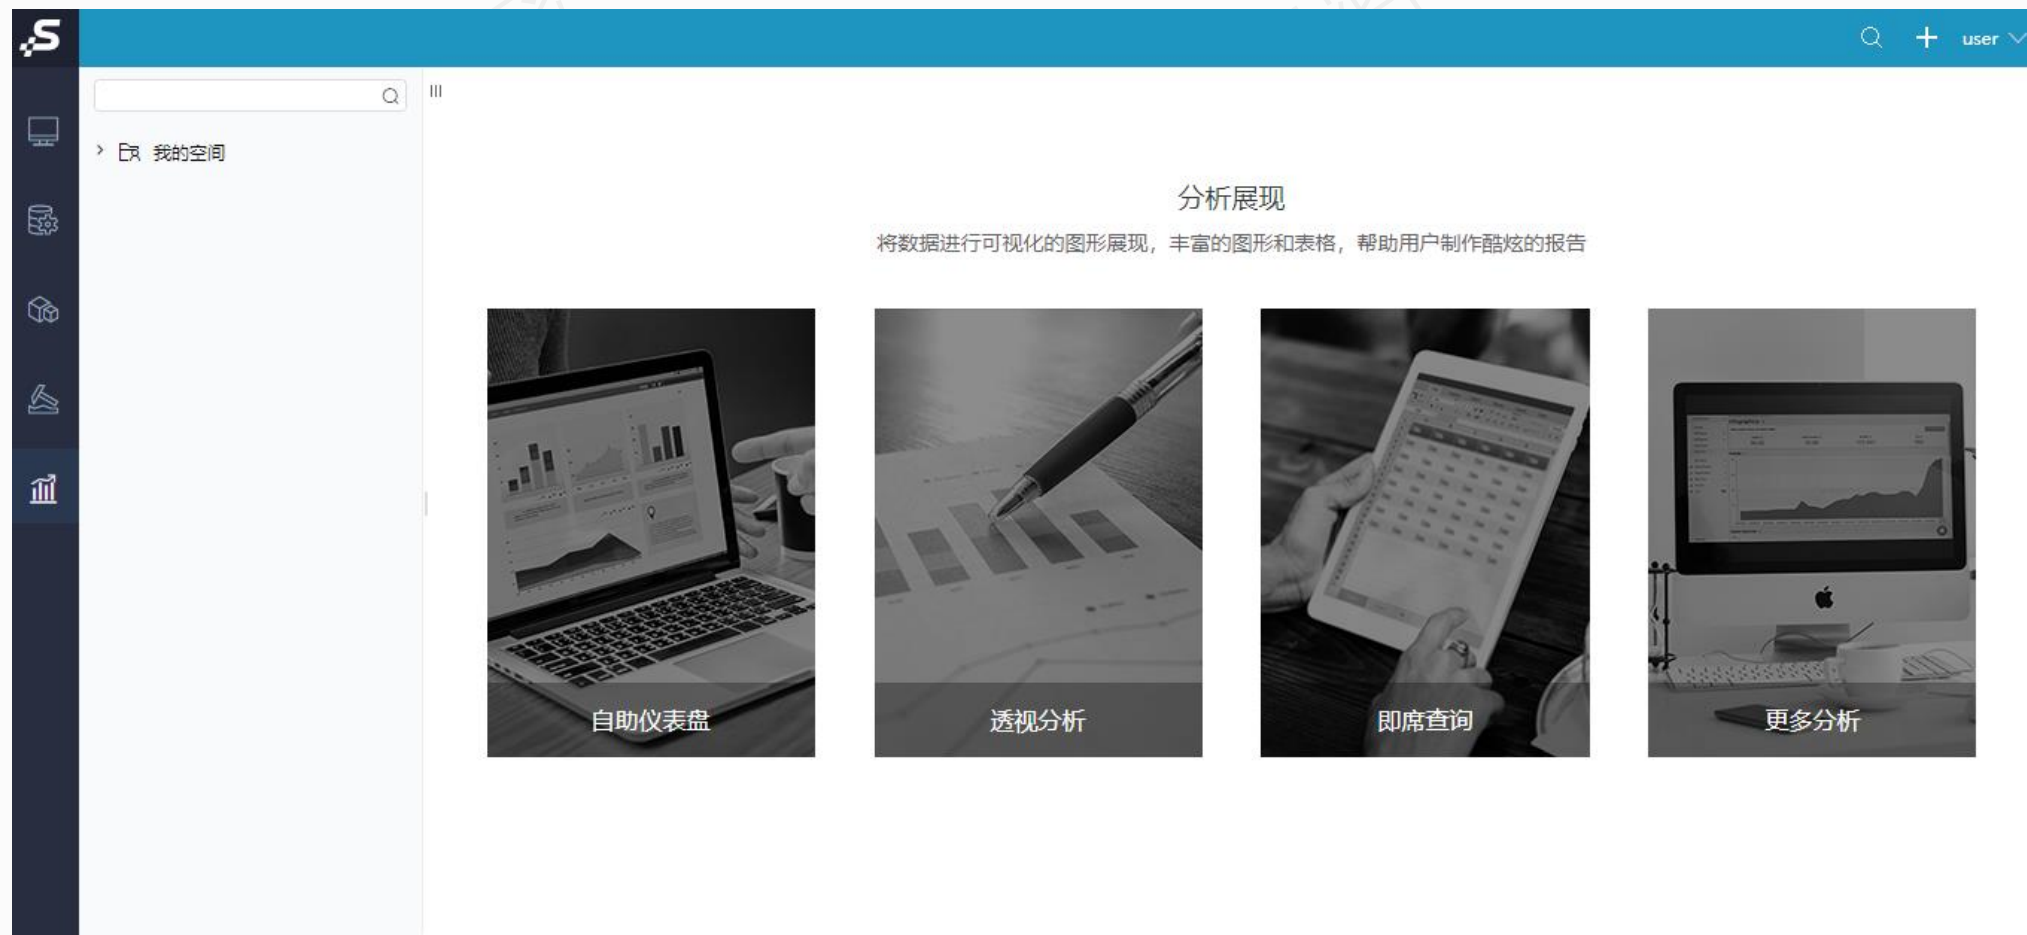 user
我的空间
分析展现
将数据进行可视化的图形展现，丰富的图形和表格，帮助用户制作酷炫的报告
自助仪表盘
透视分析
即席查询
更多分析